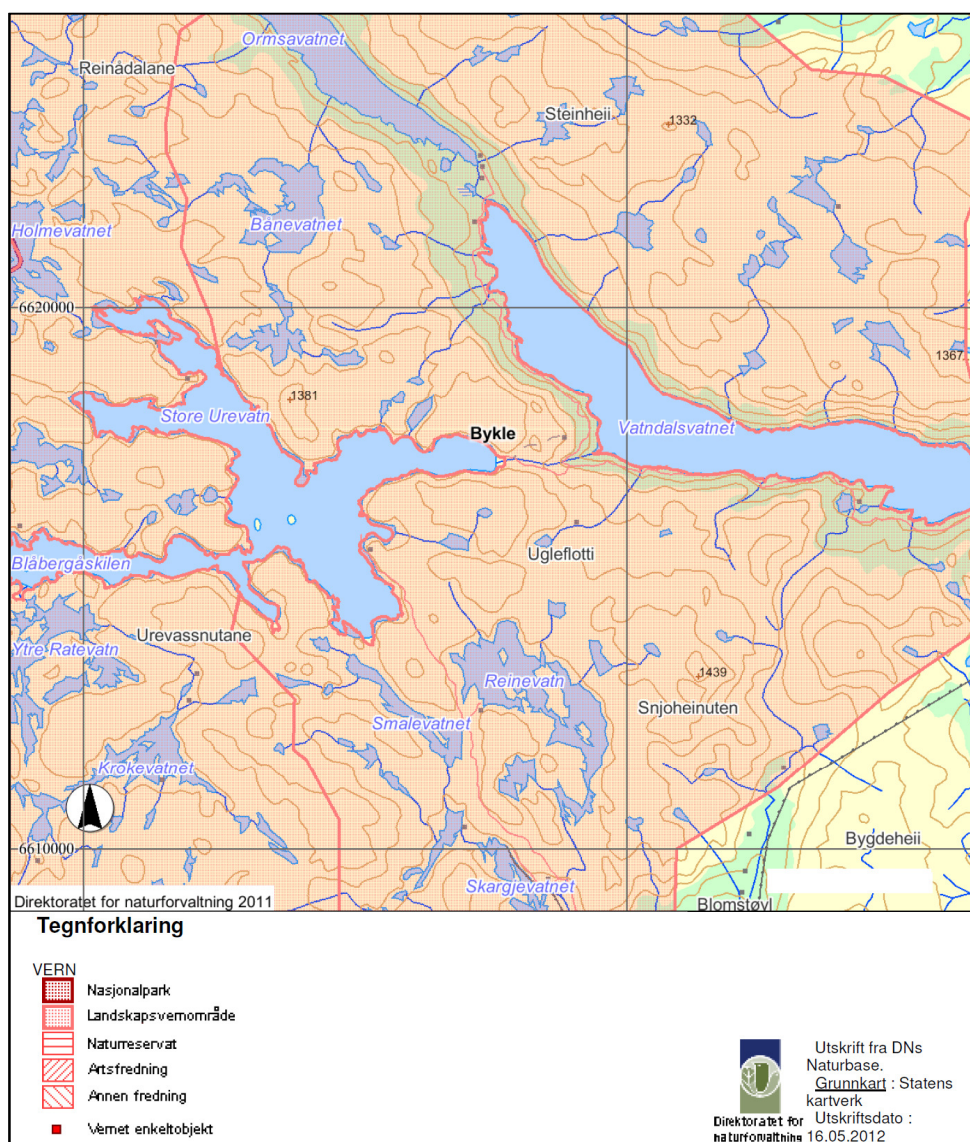 Ormsavatnet
Reinådalane
Steinheii
1332
Holmevatnet
Bånevatnet
6620000
1367
1381
Store Urevatn
Bykle
Vatndalsvatnet
Blåbergåskilen
Ugleflotti
Urevassnutane
Ytre Ratevatn
Reinevatn
1439
Snjoheinuten
Smalevatnet
Krokevatnet
6610000
Bygdeheii
Skargjevatnet
Direktoratet for naturforvaltning 2011
Blomstøyl
Tegnforklaring
VERN
Nasjonalpark
Landskapsvernområde
Naturreservat
Artsfredning
Annen fredning
Vernet enkeltobjekt
Direktoratet for
naturforvaltning
Utskrift fra DNs
Naturbase.
Grunnkart : Statens
kartverk
Utskriftsdato :
16.05.2012